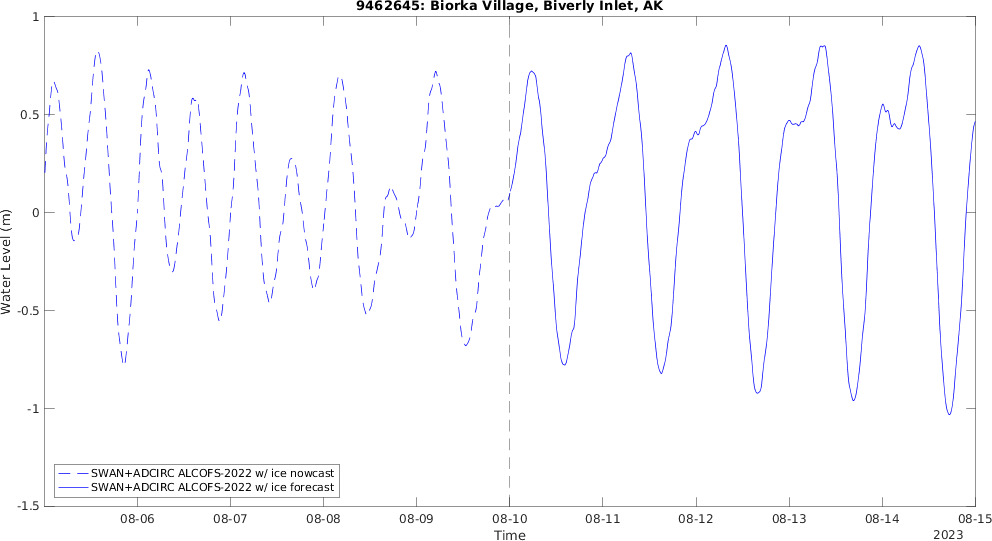 9462645: Biorka Village, Biverly Inlet, AK
1
0.5
0
-0.5
-1
-1.5
Water Level (m)
SWAN+ADCIRC ALCOFS-2022 w/ ice nowcast
SWAN+ADCIRC ALCOFS-2022 w/ ice forecast
08-06 08-07 08-08 08-09 08-10 08-11 08-12 08-13 08-14 08-15
Time
2023